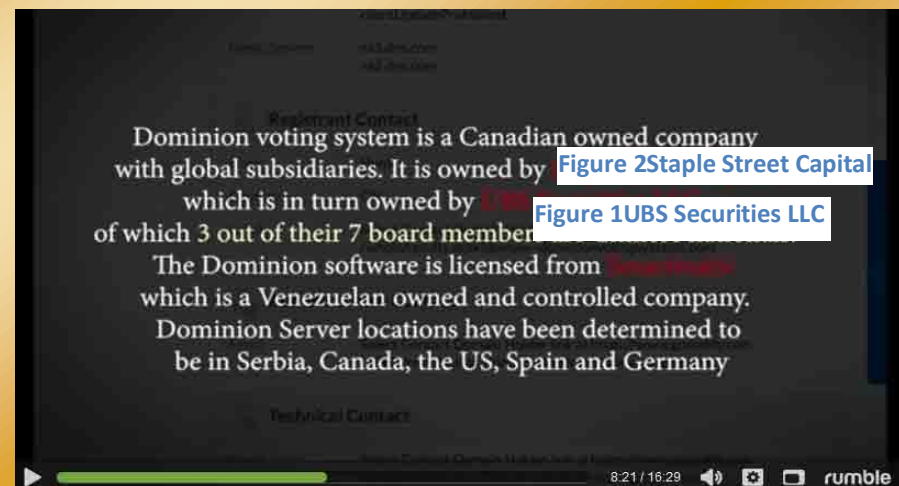 Registrant Contact
Dominion voting system is a Canadian owned company
with global subsidiaries. It is owned by Figure 2Staple Street Capital
which is in turn owned by Figure 1UBS Securities LLC
of which 3 out of their 7 board members
The Dominion software is licensed from
which is a Venezuelan owned and controlled company.
Dominion Server locations have been determined to
be in Serbia, Canada, the US, Spain and Germany
Technical Contact
8:21 / 16:29 rumble